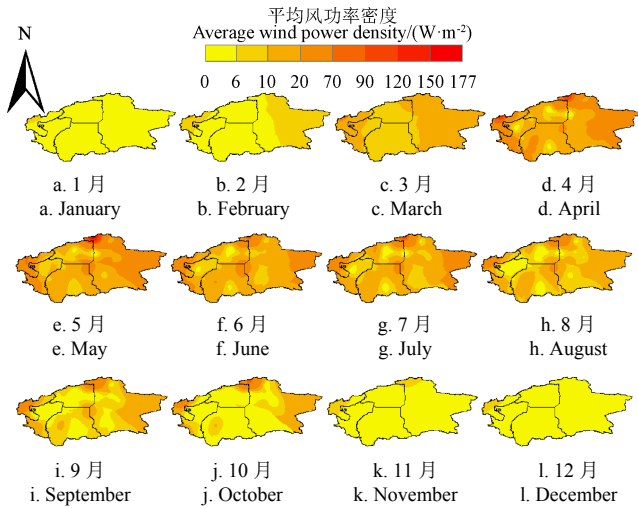 平均风功率密度
Average wind power density/(W·m⁻²)
N
0 6 10 20 70 90 120 150 177
a. 1 月 b. 2 月 c. 3 月 d. 4 月
a. January b. February c. March d. April
e. 5 月 f. 6 月 g. 7 月 h. 8 月
e. May f. June g. July h. August
i. 9 月 j. 10 月 k. 11 月 l. 12 月
i. September j. October k. November l. December